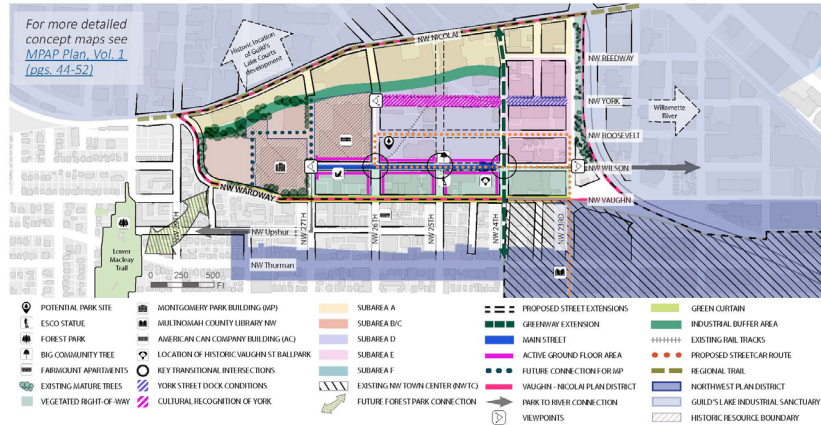 For more detailed
concept maps see
MPAP Plan, Vol. 1
(pgs. 44-52)
Historic location
of Guild's
Lake Courts
development
NW NICOLAI
NW REEDWAY
NW YORK
Willamette
River
NW ROOSEVELT
NW WILSON
NW WARDWAY
NW VAUGHN
NW 29TH
NW 27TH
NW 26TH
NW 25TH
NW 24TH
NW 23RD
NW Upshur
Lower
Macleay
Trail
NW Thurman
0 250 500
Ft
POTENTIAL PARK SITE
ESCO STATUE
FOREST PARK
BIG COMMUNITY TREE
FAIRMOUNT APARTMENTS
EXISTING MATURE TREES
VEGETATED RIGHT-OF-WAY
MONTGOMERY PARK BUILDING (MP)
MULTNOMAH COUNTY LIBRARY NW
AMERICAN CAN COMPANY BUILDING (AC)
LOCATION OF HISTORIC VAUGHN ST BALLPARK
KEY TRANSITIONAL INTERSECTIONS
YORK STREET DOCK CONDITIONS
CULTURAL RECOGNITION OF YORK
SUBAREA A
SUBAREA B/C
SUBAREA D
SUBAREA E
SUBAREA F
EXISTING NW TOWN CENTER (NWTC)
FUTURE FOREST PARK CONNECTION
PROPOSED STREET EXTENSIONS
GREENWAY EXTENSION
MAIN STREET
ACTIVE GROUND FLOOR AREA
FUTURE CONNECTION FOR MP
VAUGHN - NICOLAI PLAN DISTRICT
PARK TO RIVER CONNECTION
VIEWPOINTS
GREEN CURTAIN
INDUSTRIAL BUFFER AREA
EXISTING RAIL TRACKS
PROPOSED STREETCAR ROUTE
REGIONAL TRAIL
NORTHWEST PLAN DISTRICT
GUILD'S LAKE INDUSTRIAL SANCTUARY
HISTORIC RESOURCE BOUNDARY